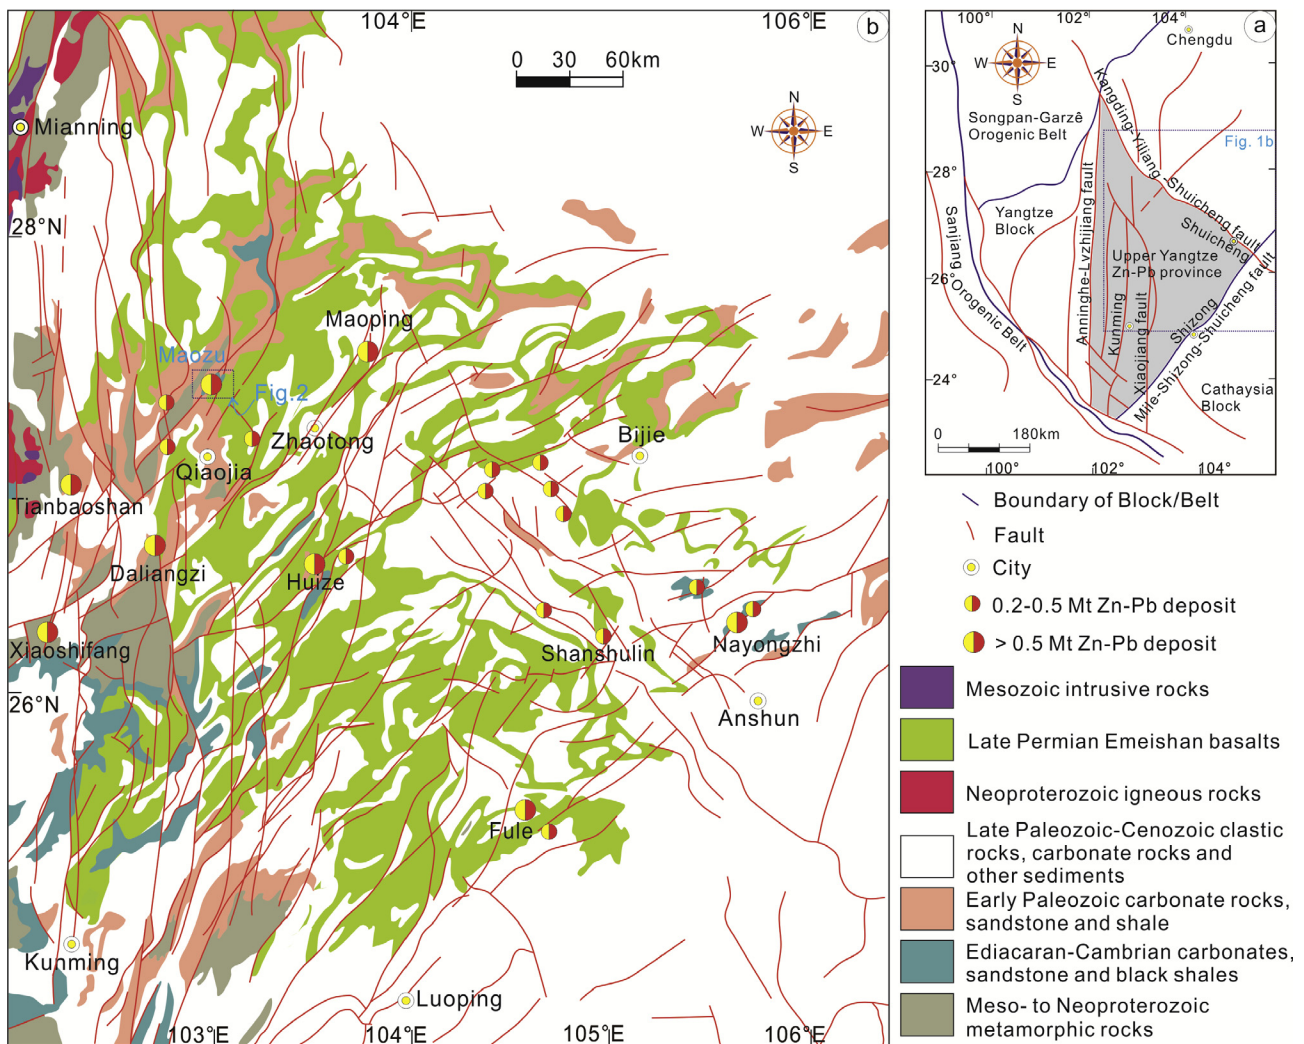 104°E
106°E
b
0 30 60km
N
W E
S
Mianning
28°N
Maoping
Maozu
Fig.2
Zhaotong
Bijie
Qiaojia
Tianbaoshan
Daliangzi
Huize
Xiaoshifang
Shanshulin
Nayongzhi
26°N
Anshun
Fule
Kunming
Luoping
103°E
104°E
105°E
106°E
100°
102°
104°
a
N
W E
S
Chengdu
30°
Songpan-Garzê
Orogenic Belt
Kangding-Yiliang-Shuicheng fault
Fig. 1b
28°
Yangtze
Block
Sanjiang Orogenic Belt
Anninghe-Lvzhijiang fault
Shuicheng
Upper Yangtze
Zn-Pb province
26°
Kunming
Xiaojiang fault
Shizong
Mile-Shizong-Shuicheng fault
24°
Cathaysia
Block
0 180km
100°
102°
104°
Boundary of Block/Belt
Fault
City
0.2-0.5 Mt Zn-Pb deposit
> 0.5 Mt Zn-Pb deposit
Mesozoic intrusive rocks
Late Permian Emeishan basalts
Neoproterozoic igneous rocks
Late Paleozoic-Cenozoic clastic
rocks, carbonate rocks and
other sediments
Early Paleozoic carbonate rocks,
sandstone and shale
Ediacaran-Cambrian carbonates,
sandstone and black shales
Meso- to Neoproterozoic
metamorphic rocks